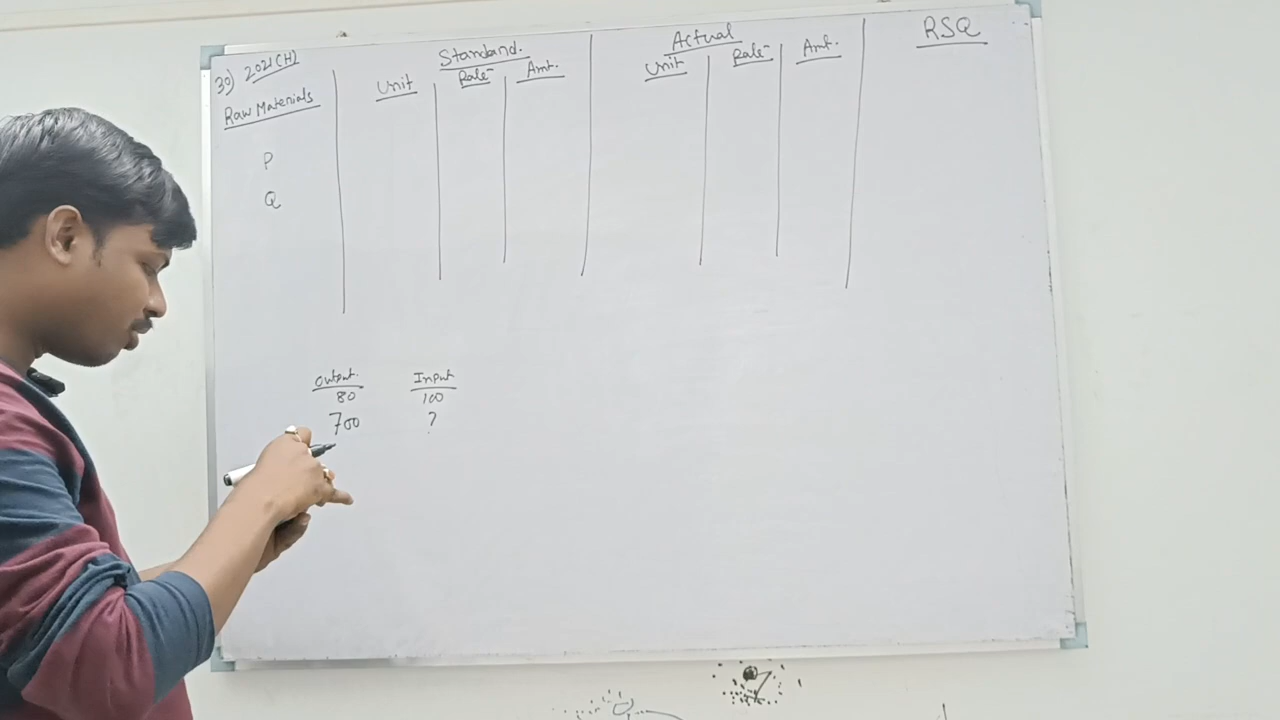 30) 2021(H) Standard. Actual RSQ
Raw Materials Unit Rate Amt. Unit Rate Amt.
P
Q
Output Input
80 100
700 ?